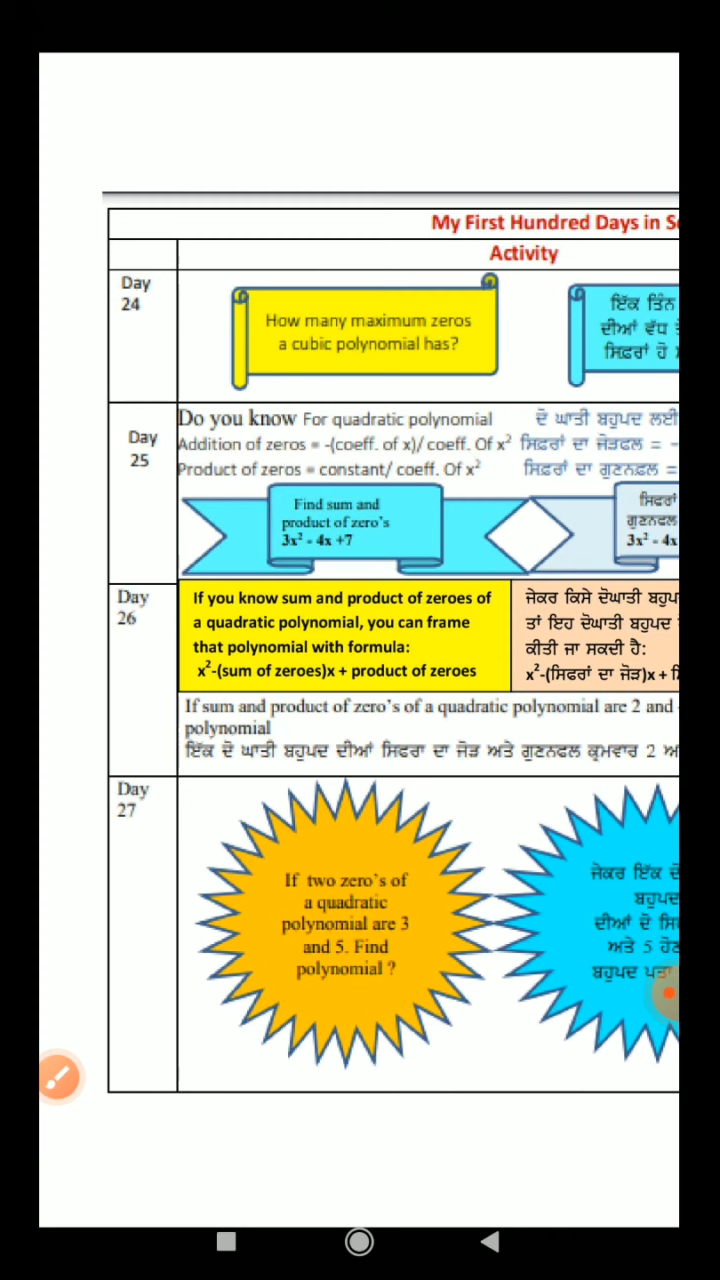 My First Hundred Days in
Activity
Day
24
How many maximum zeros
a cubic polynomial has?
ਇੱਕ ਤਿੰਨ
ਦੀਆਂ ਵੱਧ
ਸਿਫ਼ਰਾਂ ਹੋ
Day
25
Do you know For quadratic polynomial
Addition of zeros = -(coeff. of x)/ coeff. Of x²
Product of zeros = constant/ coeff. Of x²
ਦੋ ਘਾਤੀ ਬਹੁਪਦ ਲਈ
ਸਿਫ਼ਰਾਂ ਦਾ ਜੋੜਫਲ = -
ਸਿਫ਼ਰਾਂ ਦਾ ਗੁਣਨਫ਼ਲ =
Find sum and
product of zero's
3x² - 4x +7
ਸਿਫਰਾਂ
ਗੁਣਨਫਲ
3x² - 4x
Day
26
If you know sum and product of zeroes of
a quadratic polynomial, you can frame
that polynomial with formula:
x²-(sum of zeroes)x + product of zeroes
ਜੇਕਰ ਕਿਸੇ ਦੋਘਾਤੀ
ਤਾਂ ਇਹ ਦੋਘਾਤੀ ਬਹੁਪਦ
ਕੀਤੀ ਜਾ ਸਕਦੀ ਹੈ:
x²-(ਸਿਫਰਾਂ ਦਾ ਜੋੜ)x +
If sum and product of zero's of a quadratic polynomial are 2 and
polynomial
ਇੱਕ ਦੋ ਘਾਤੀ ਬਹੁਪਦ ਦੀਆਂ ਸਿਫਰਾ ਦਾ ਜੋੜ ਅਤੇ ਗੁਣਨਫਲ ਕ੍ਰਮਵਾਰ 2
Day
27
If two zero's of
a quadratic
polynomial are 3
and 5. Find
polynomial ?
ਜੇਕਰ ਇੱਕ ਦੋ
ਬਹੁਪਦ
ਦੀਆਂ ਦੋ
ਅਤੇ 5
ਬਹੁਪਦ ਪਤਾ